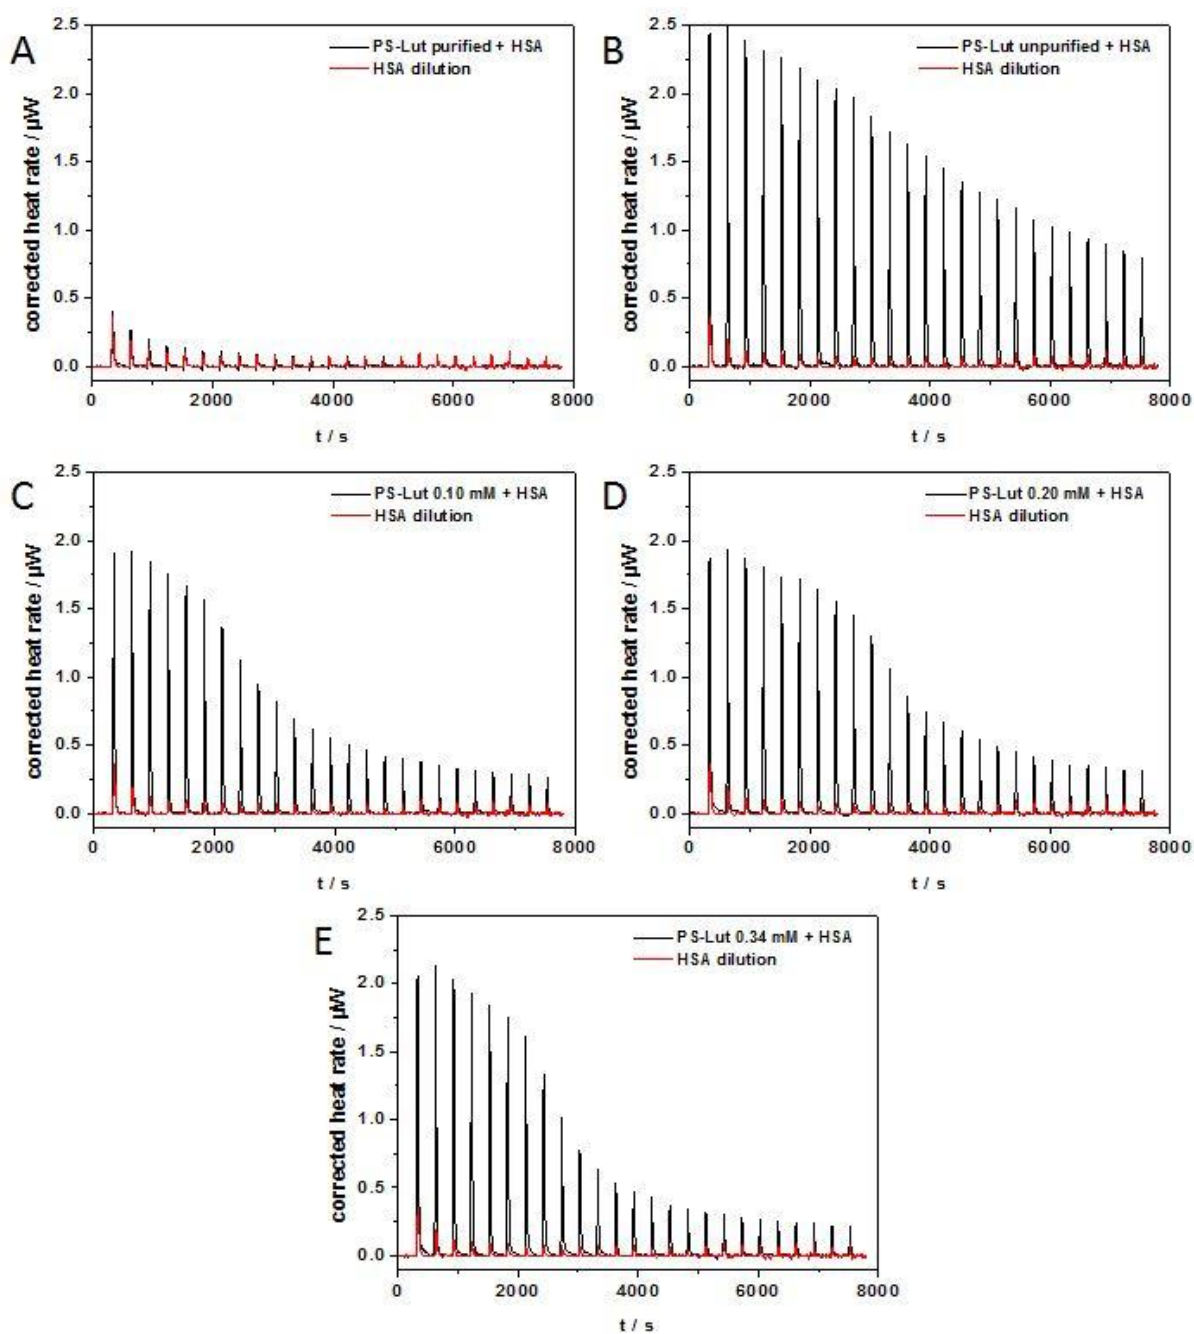 A
PS-Lut purified + HSA
HSA dilution
corrected heat rate / µW
2.5
2.0
1.5
1.0
0.5
0.0
0 2000 4000 6000 8000
t / s
B
PS-Lut unpurified + HSA
HSA dilution
corrected heat rate / µW
2.5
2.0
1.5
1.0
0.5
0.0
0 2000 4000 6000 8000
t / s
C
PS-Lut 0.10 mM + HSA
HSA dilution
corrected heat rate / µW
2.5
2.0
1.5
1.0
0.5
0.0
0 2000 4000 6000 8000
t / s
D
PS-Lut 0.20 mM + HSA
HSA dilution
corrected heat rate / µW
2.5
2.0
1.5
1.0
0.5
0.0
0 2000 4000 6000 8000
t / s
E
PS-Lut 0.34 mM + HSA
HSA dilution
corrected heat rate / µW
2.5
2.0
1.5
1.0
0.5
0.0
0 2000 4000 6000 8000
t / s